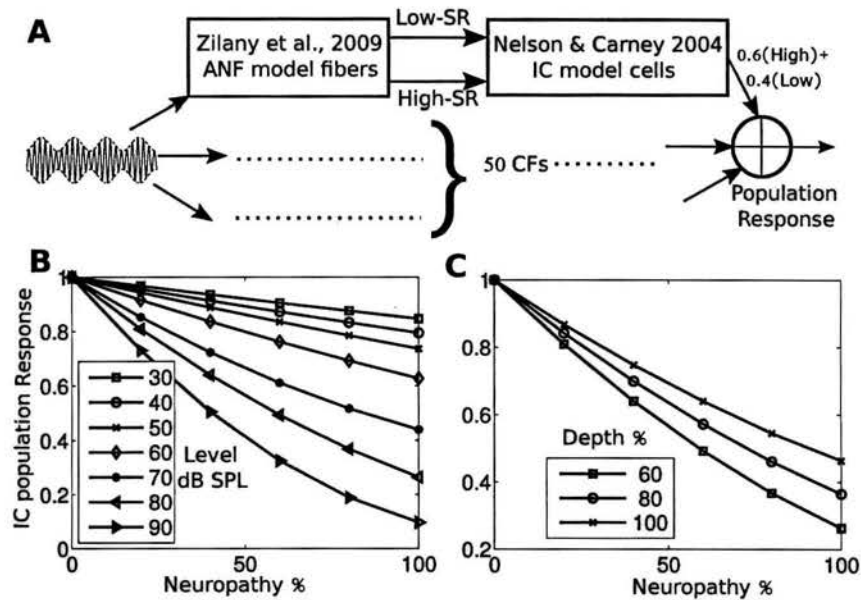 A
Zilany et al., 2009
ANF model fibers
Low-SR
High-SR
Nelson & Carney 2004
IC model cells
0.6(High)+
0.4(Low)
50 CFs
Population
Response
B
IC population Response
1
0.8
0.6
0.4
0.2
0
30
40
50
60
70
80
90
Level
dB SPL
0
50
100
Neuropathy %
C
1
0.8
0.6
0.4
0.2
Depth %
60
80
100
0
50
100
Neuropathy %